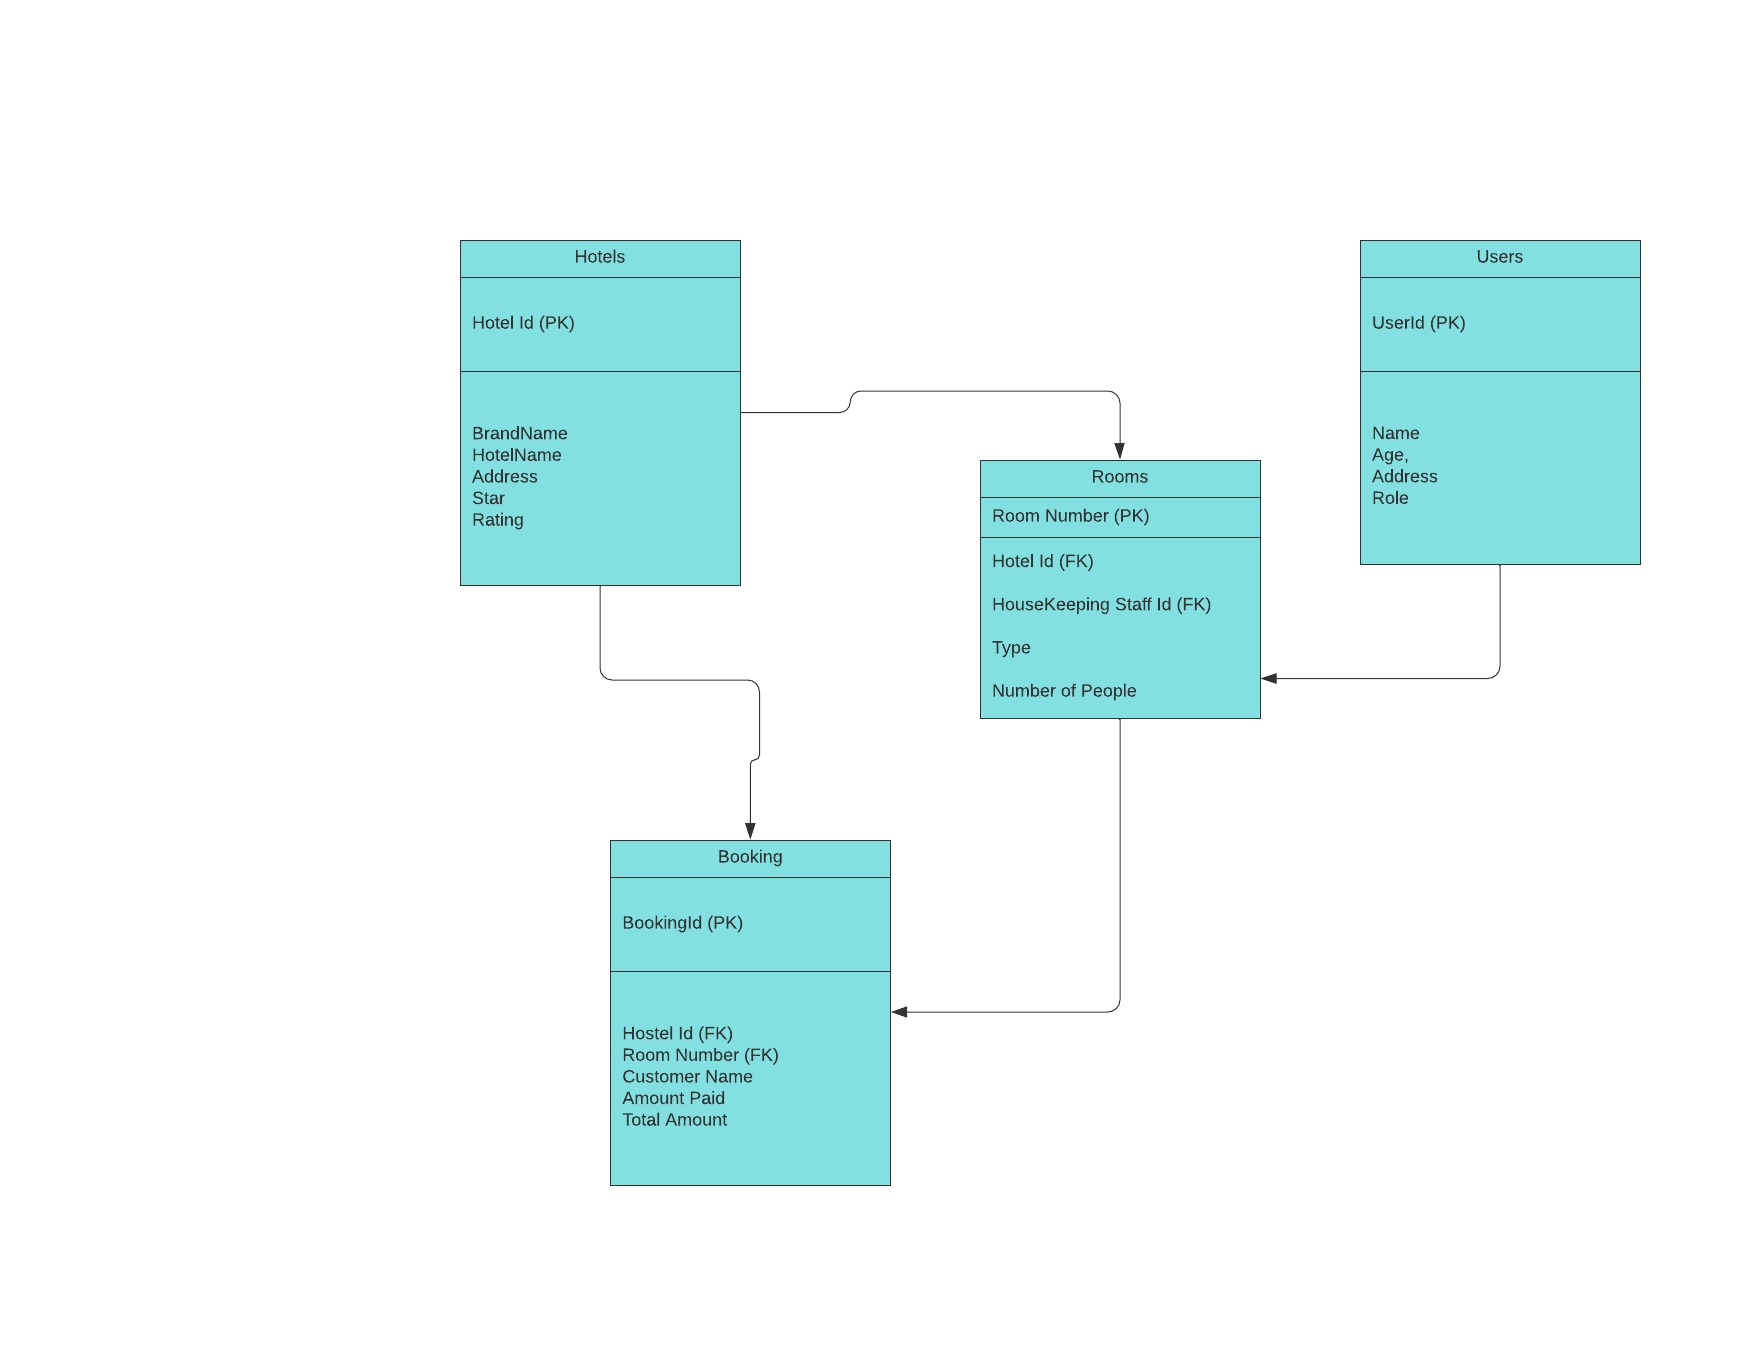 Hotels
Hotel Id (PK)
BrandName
HotelName
Address
Star
Rating
Users
UserId (PK)
Name
Age,
Address
Role
Rooms
Room Number (PK)
Hotel Id (FK)
HouseKeeping Staff Id (FK)
Type
Number of People
Booking
BookingId (PK)
Hostel Id (FK)
Room Number (FK)
Customer Name
Amount Paid
Total Amount